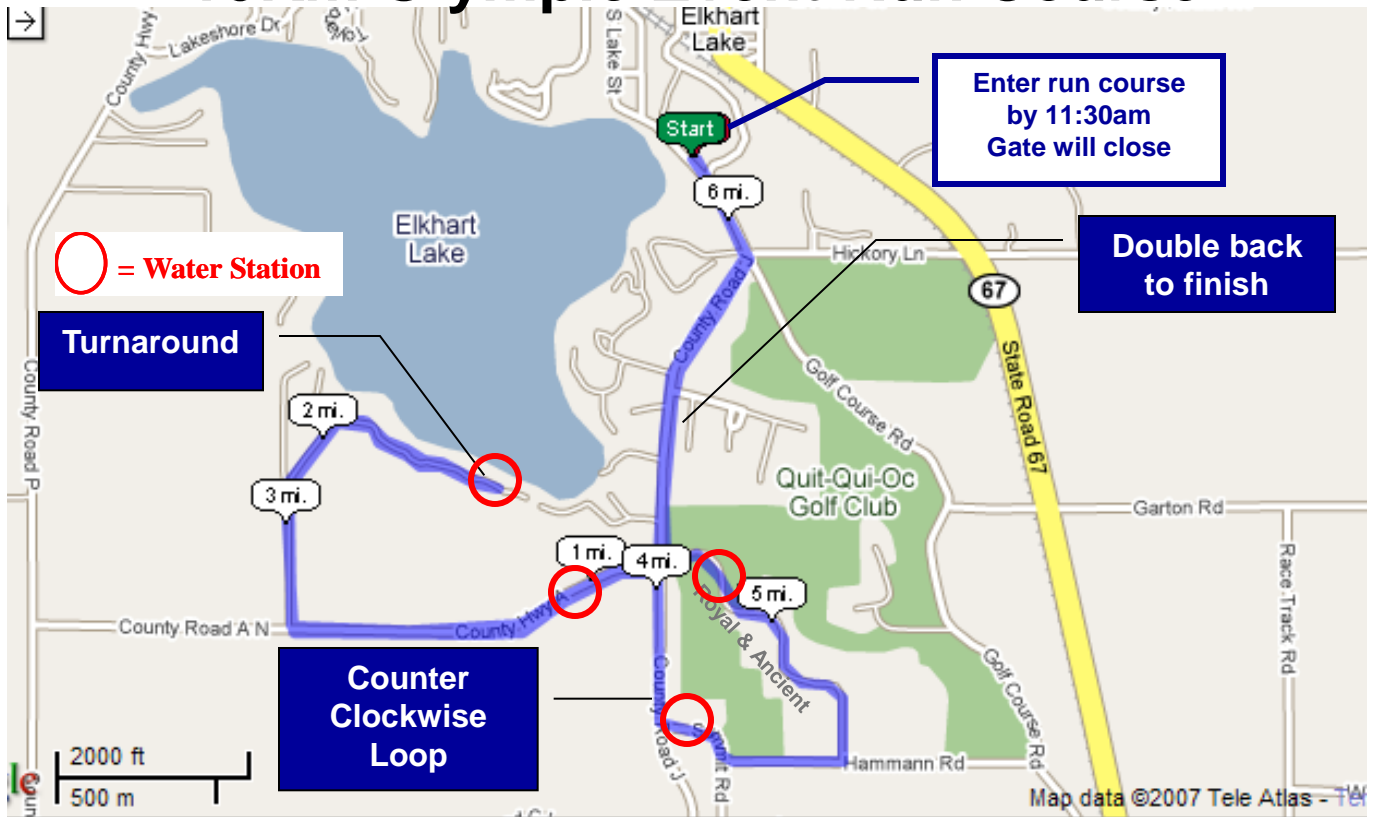 Elkhart
Lake
Lakeshore Dr
County Hwy
S Lake St
Start
Enter run course
by 11:30am
Gate will close
6 mi.
Elkhart
Lake
Hickory Ln
Double back
to finish
= Water Station
67
County Road J
Turnaround
State Road 67
Golf Course Rd
County Road P
2 mi.
3 mi.
Quit-Qui-Oc
Golf Club
Garton Rd
1 mi.
4 mi.
5 mi.
Race Track Rd
Royal & Ancient
County Road A N
County Hwy A
Counter
Clockwise
Loop
County Road J
Summit Rd
Golf Course Rd
Hammann Rd
2000 ft
500 m
Map data ©2007 Tele Atlas -